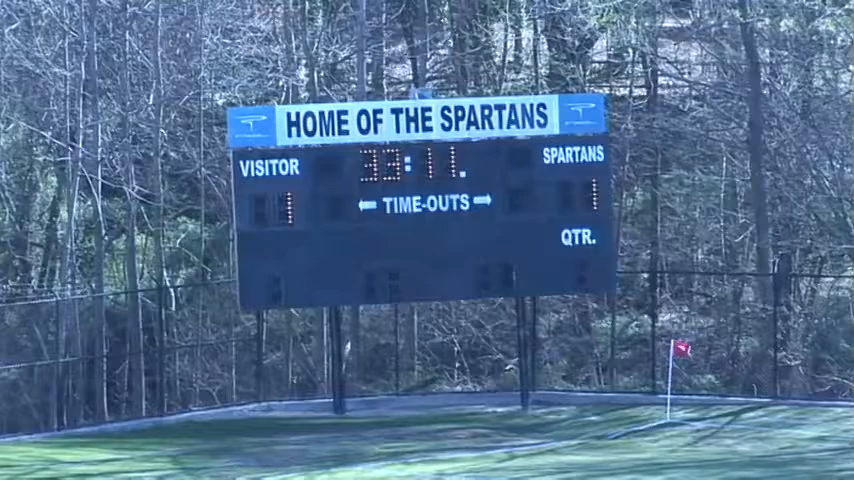 HOME OF THE SPARTANS
VISITOR 33:11. SPARTANS
1 ← TIME-OUTS → 1
QTR.